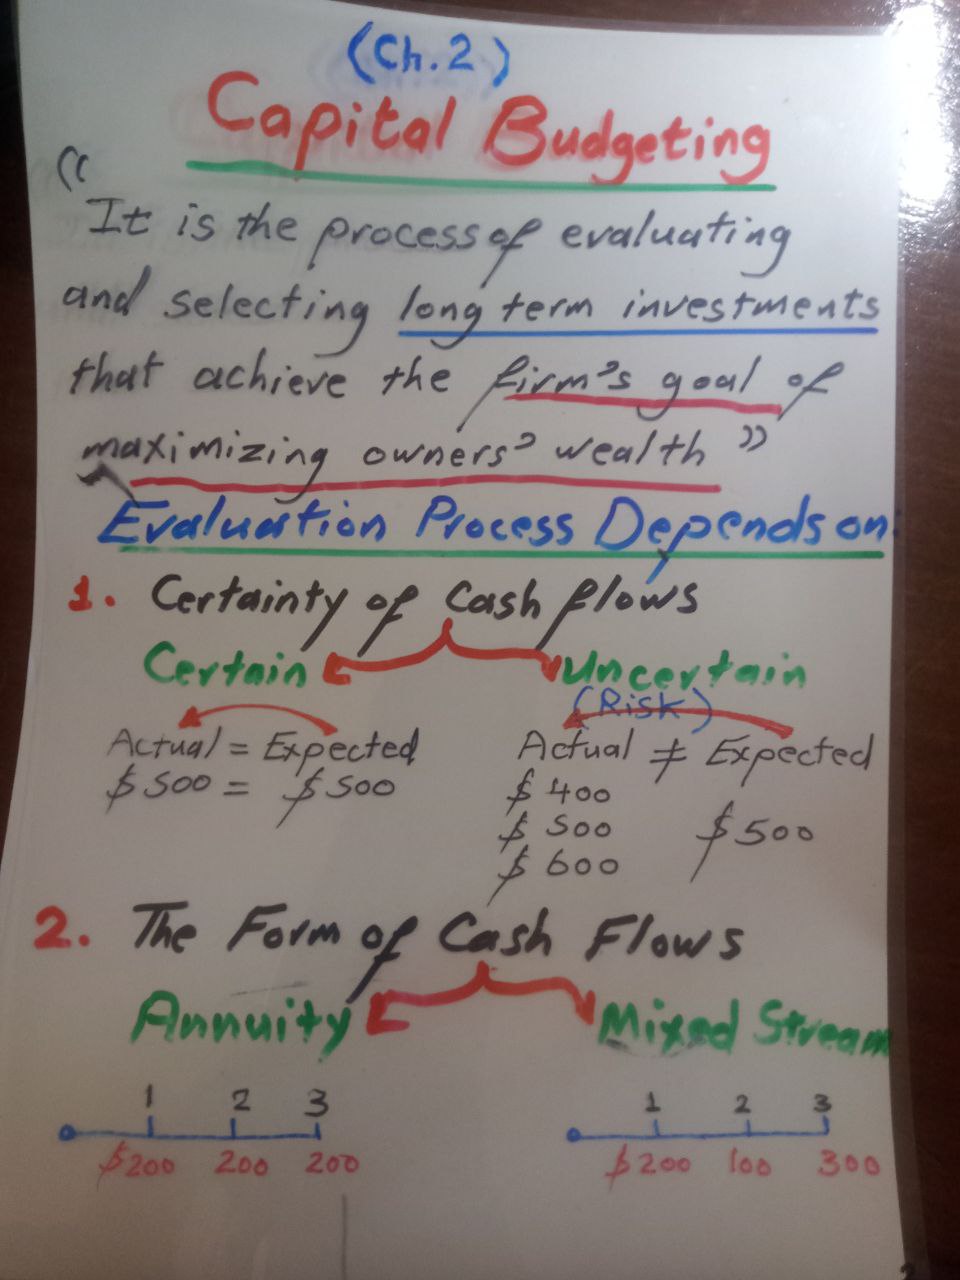 (Ch.2)
Capital Budgeting
“ It is the process of evaluating
and selecting long term investments
that achieve the firm's goal of
maximizing owners' wealth ”
Evaluation Process Depends on:
1. Certainty of Cash flows
Certain Uncertain
(Risk)
Actual = Expected Actual ≠ Expected
$500 = $500 $400
$500 $500
$600
2. The Form of Cash Flows
Annuity Mixed Stream
1 2 3 1 2 3
$200 200 200 $200 100 300